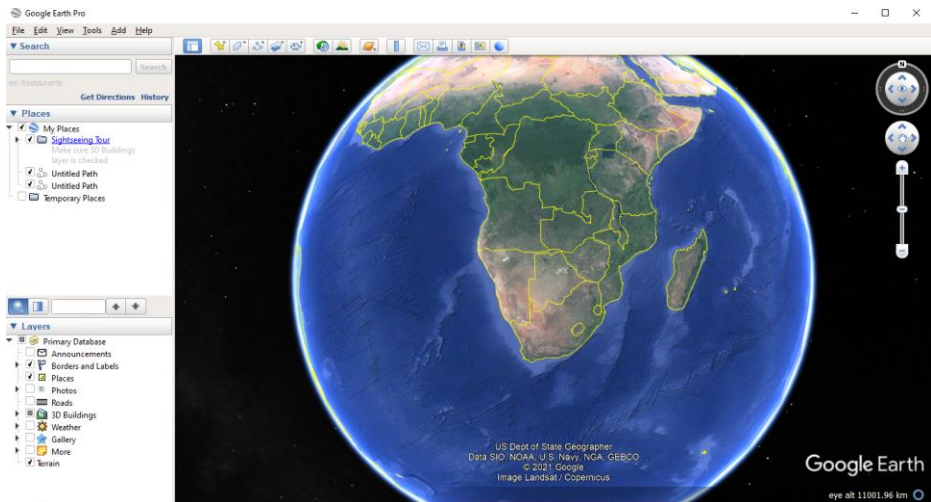 Google Earth Pro
File Edit View Tools Add Help
Search
Search
ex: Restaurants
Get Directions History
Places
My Places
Sightseeing Tour
Make sure 3D Buildings
layer is checked
Untitled Path
Untitled Path
Temporary Places
Layers
Primary Database
Announcements
Borders and Labels
Places
Photos
Roads
3D Buildings
Weather
Gallery
More
Terrain
N
US Dept of State Geographer
Data SIO, NOAA, U.S. Navy, NGA, GEBCO
© 2021 Google
Image Landsat / Copernicus
Google Earth
eye alt 11001.96 km